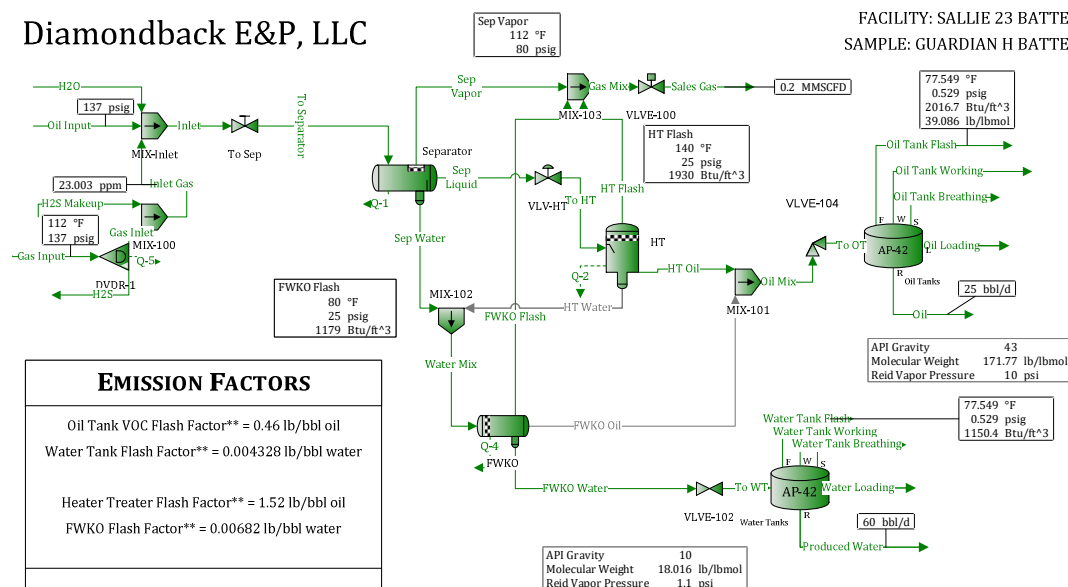 Diamondback E&P, LLC
FACILITY: SALLIE 23 BATTE
SAMPLE: GUARDIAN H BATTE
Sep Vapor
112 °F
80 psig
H2O
137 psig
Oil Input
MIX-Inlet
Inlet
To Sep
To Separator
23.003 ppm
Inlet Gas
H2S Makeup
112 °F
137 psig
Gas Inlet
MIX-100
Gas Input
Q-5
DVDR-1
H2S
Sep
Vapor
Separator
Sep
Liquid
Q-1
Sep Water
MIX-103
Gas Mix
VLVE-100
Sales Gas
0.2 MMSCFD
HT Flash
140 °F
25 psig
1930 Btu/ft^3
VLV-HT
To HT
HT Flash
HT
Q-2
HT Oil
HT Water
MIX-101
Oil Mix
VLVE-104
To OT
77.549 °F
0.529 psig
2016.7 Btu/ft^3
39.086 lb/lbmol
Oil Tank Flash
Oil Tank Working
Oil Tank Breathing
F W S
AP-42
L
Oil Loading
R
Oil Tanks
25 bbl/d
Oil
API Gravity 43
Molecular Weight 171.77 lb/lbmol
Reid Vapor Pressure 10 psi
FWKO Flash
80 °F
25 psig
1179 Btu/ft^3
MIX-102
FWKO Flash
Water Mix
Q-4
FWKO
FWKO Oil
FWKO Water
VLVE-102
To WT
Water Tank Flash
Water Tank Working
Water Tank Breathing
77.549 °F
0.529 psig
1150.4 Btu/ft^3
F W S
AP-42
Water Loading
R
Water Tanks
60 bbl/d
Produced Water
API Gravity 10
Molecular Weight 18.016 lb/lbmol
Reid Vapor Pressure 1.1 psi
EMISSION FACTORS
Oil Tank VOC Flash Factor** = 0.46 lb/bbl oil
Water Tank Flash Factor** = 0.004328 lb/bbl water
Heater Treater Flash Factor** = 1.52 lb/bbl oil
FWKO Flash Factor** = 0.00682 lb/bbl water